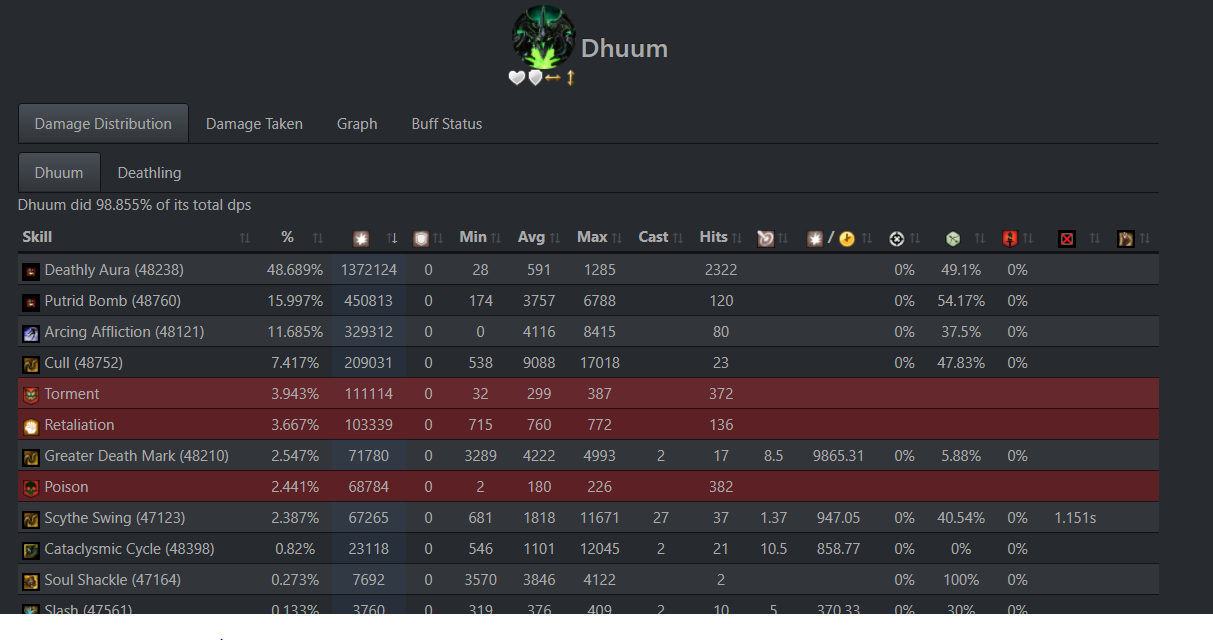 Dhuum
Damage Distribution Damage Taken Graph Buff Status
Dhuum Deathling
Dhuum did 98.855% of its total dps
Skill % Min Avg Max Cast Hits /
Deathly Aura (48238) 48.689% 1372124 0 28 591 1285 2322 0% 49.1% 0%
Putrid Bomb (48760) 15.997% 450813 0 174 3757 6788 120 0% 54.17% 0%
Arcing Affliction (48121) 11.685% 329312 0 0 4116 8415 80 0% 37.5% 0%
Cull (48752) 7.417% 209031 0 538 9088 17018 23 0% 47.83% 0%
Torment 3.943% 111114 0 32 299 387 372
Retaliation 3.667% 103339 0 715 760 772 136
Greater Death Mark (48210) 2.547% 71780 0 3289 4222 4993 2 17 8.5 9865.31 0% 5.88% 0%
Poison 2.441% 68784 0 2 180 226 382
Scythe Swing (47123) 2.387% 67265 0 681 1818 11671 27 37 1.37 947.05 0% 40.54% 0% 1.151s
Cataclysmic Cycle (48398) 0.82% 23118 0 546 1101 12045 2 21 10.5 858.77 0% 0% 0%
Soul Shackle (47164) 0.273% 7692 0 3570 3846 4122 2 0% 100% 0%
Slash (47561) 0.133% 3760 0 319 376 409 2 10 5 370.33 0% 30% 0%